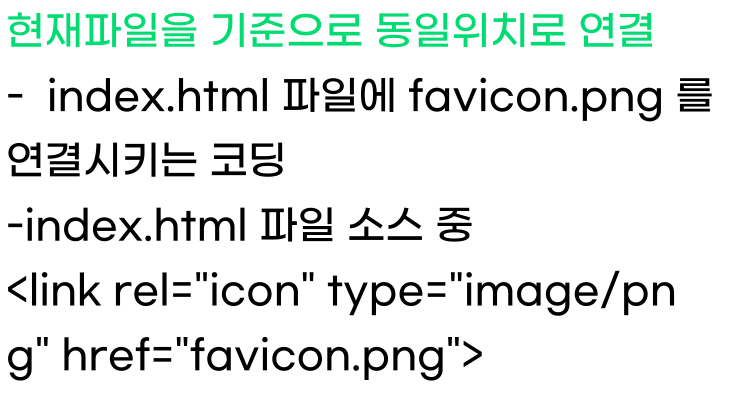 현재파일을 기준으로 동일위치로 연결
- index.html 파일에 favicon.png 를
연결시키는 코딩
-index.html 파일 소스 중
<link rel="icon" type="image/pn
g" href="favicon.png">